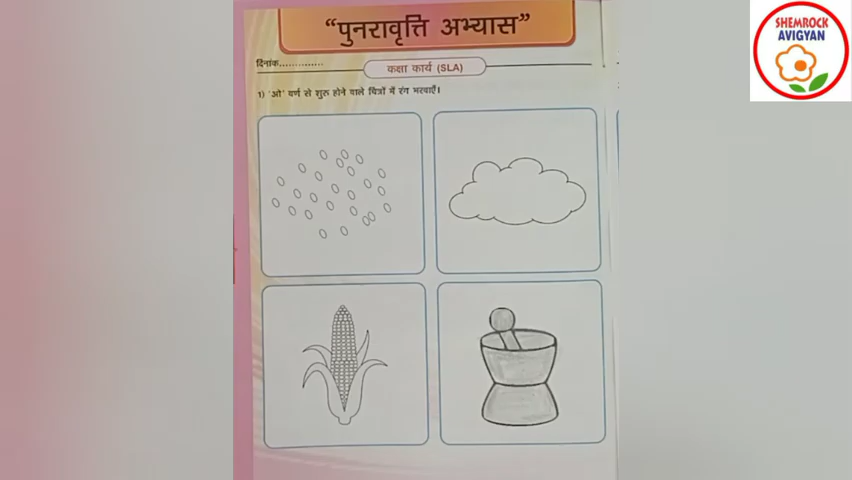 “पुनरावृत्ति अभ्यास”
दिनांक..............
कक्षा कार्य (SLA)
1) 'ओ' वर्ण से शुरू होने वाले चित्रों में रंग भरवाएँ।
SHEMROCK
AVIGYAN